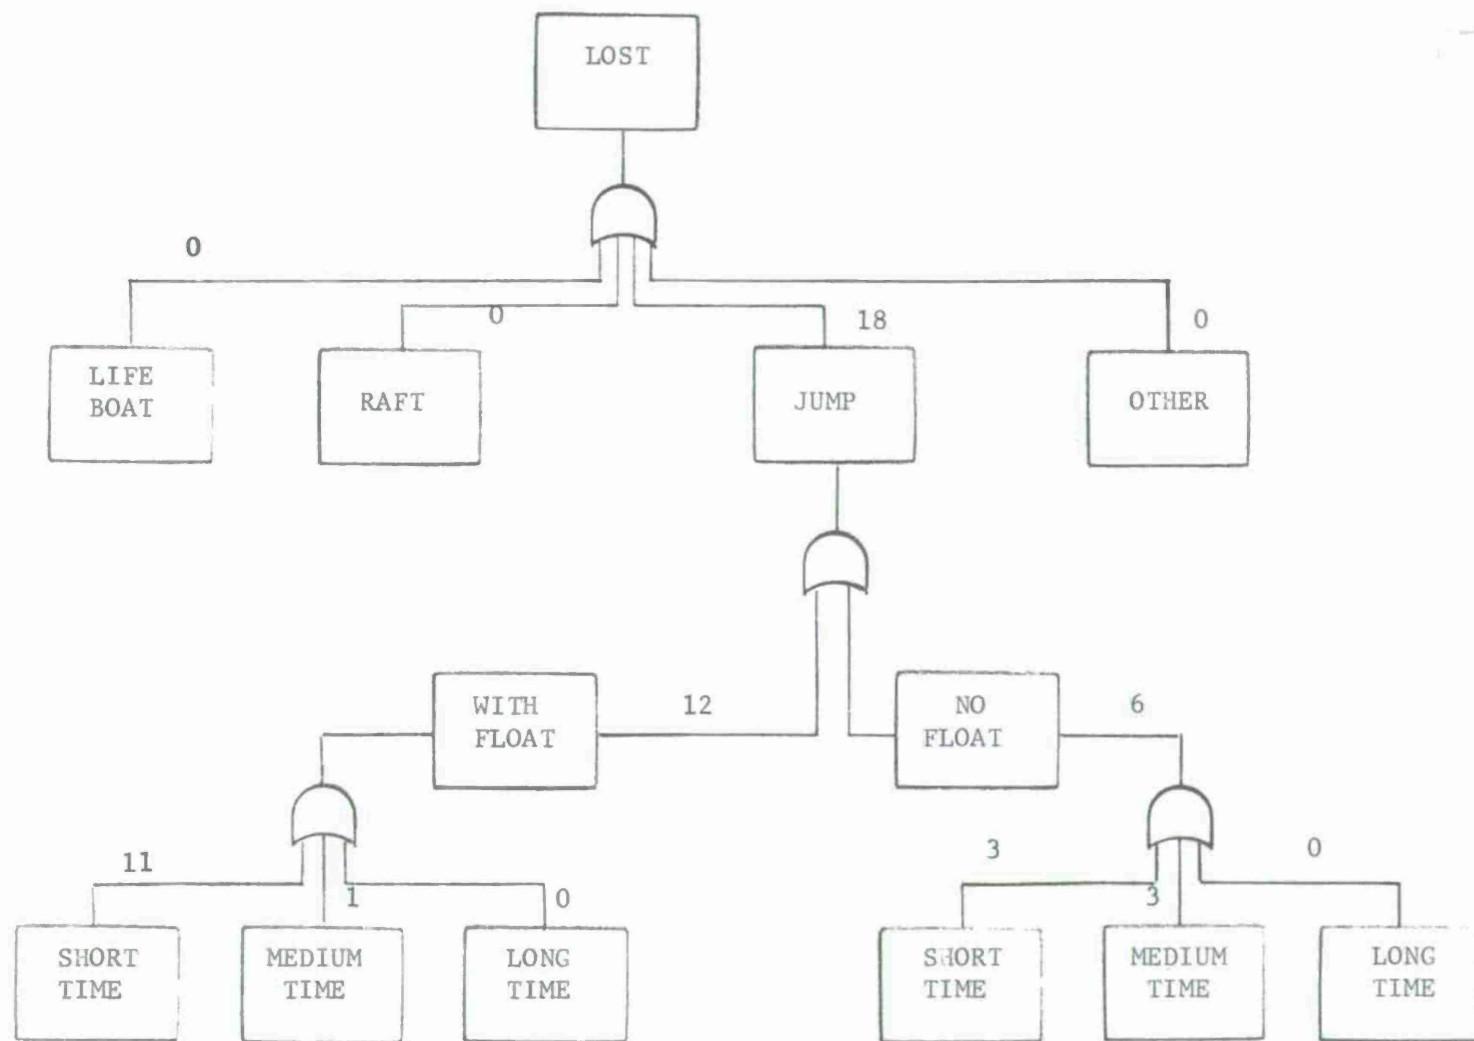 LOST
0
0
18
0
LIFE
BOAT
RAFT
JUMP
OTHER
WITH
FLOAT
12
NO
FLOAT
6
11
1
0
3
3
0
SHORT
TIME
MEDIUM
TIME
LONG
TIME
SHORT
TIME
MEDIUM
TIME
LONG
TIME